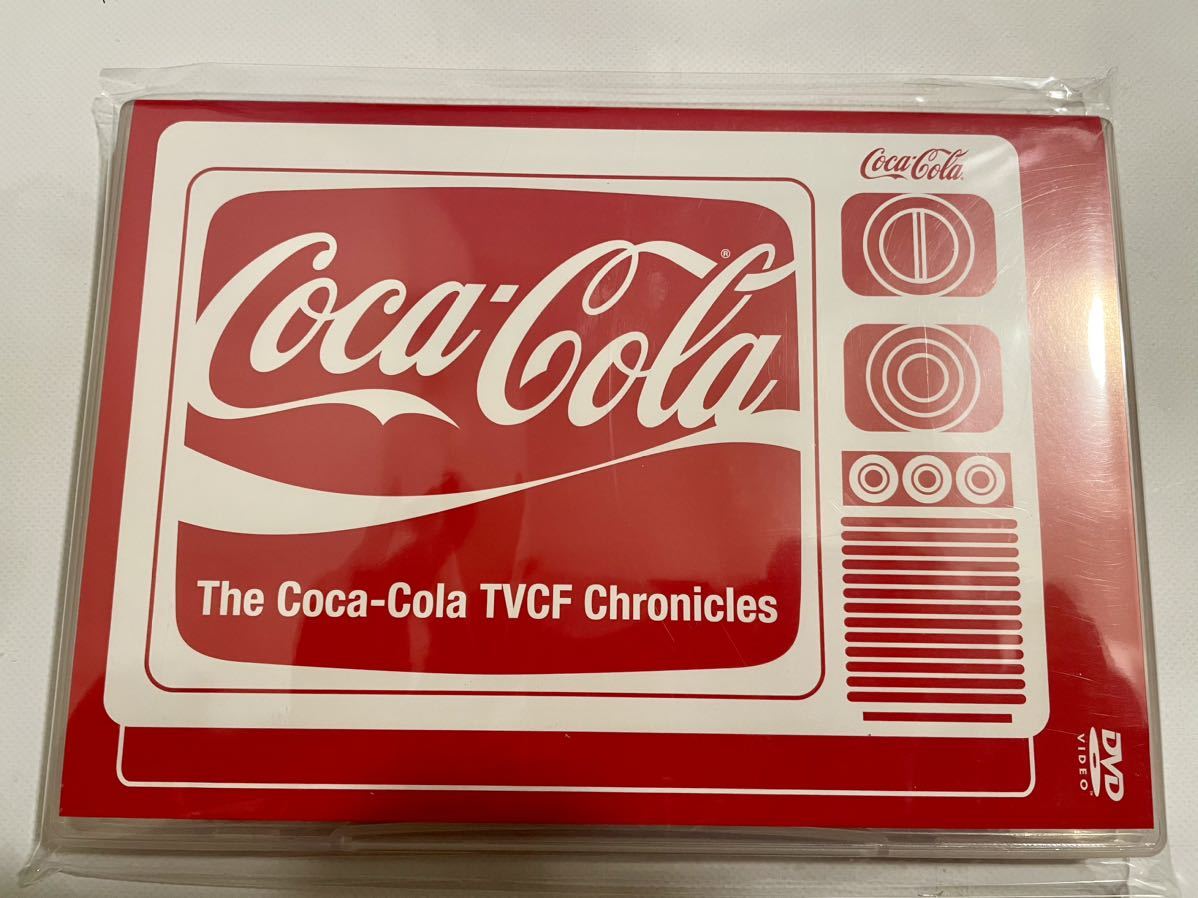 Coca-Cola
Coca-Cola®
The Coca-Cola TVCF Chronicles
DVD
VIDEO